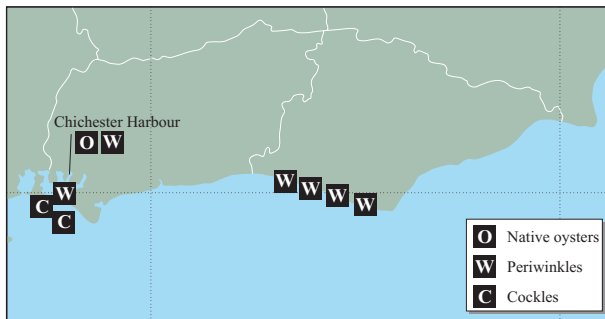 Chichester Harbour
O W
W
C
C
W
W
W
W
O Native oysters
W Periwinkles
C Cockles